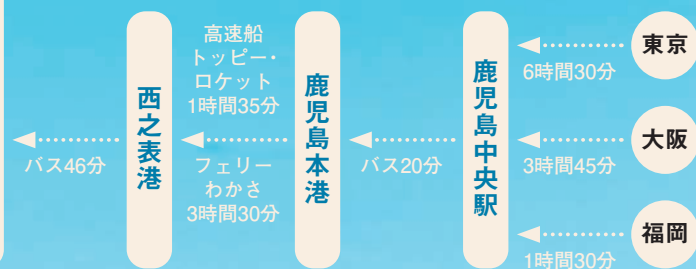 東京
6時間30分
大阪
3時間45分
福岡
1時間30分
鹿児島中央駅
バス20分
鹿児島本港
高速船
トッピー・
ロケット
1時間35分
フェリー
わかさ
3時間30分
西之表港
バス46分